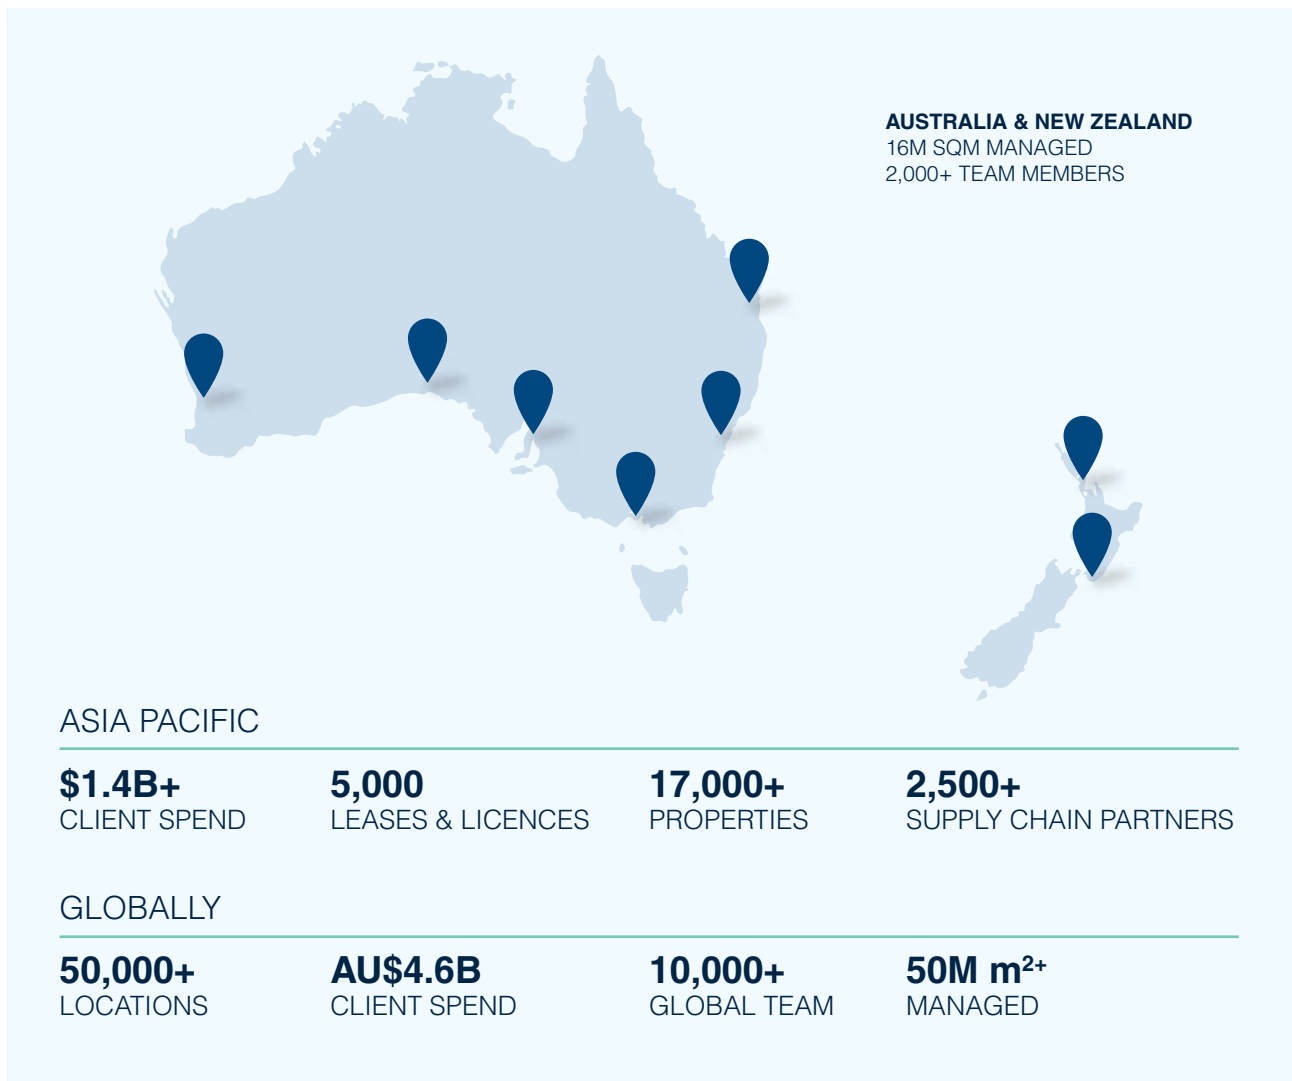 AUSTRALIA & NEW ZEALAND
16M SQM MANAGED
2,000+ TEAM MEMBERS
ASIA PACIFIC
$1.4B+
CLIENT SPEND
5,000
LEASES & LICENCES
17,000+
PROPERTIES
2,500+
SUPPLY CHAIN PARTNERS
GLOBALLY
50,000+
LOCATIONS
AU$4.6B
CLIENT SPEND
10,000+
GLOBAL TEAM
50M m²⁺
MANAGED